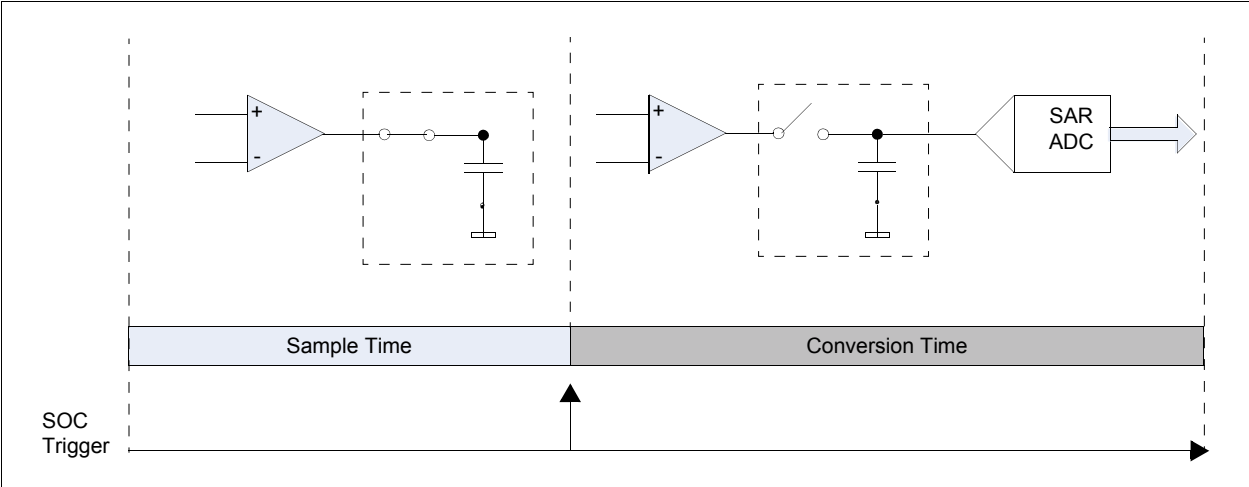 +
-
+
-
SAR
ADC
Sample Time
Conversion Time
SOC
Trigger